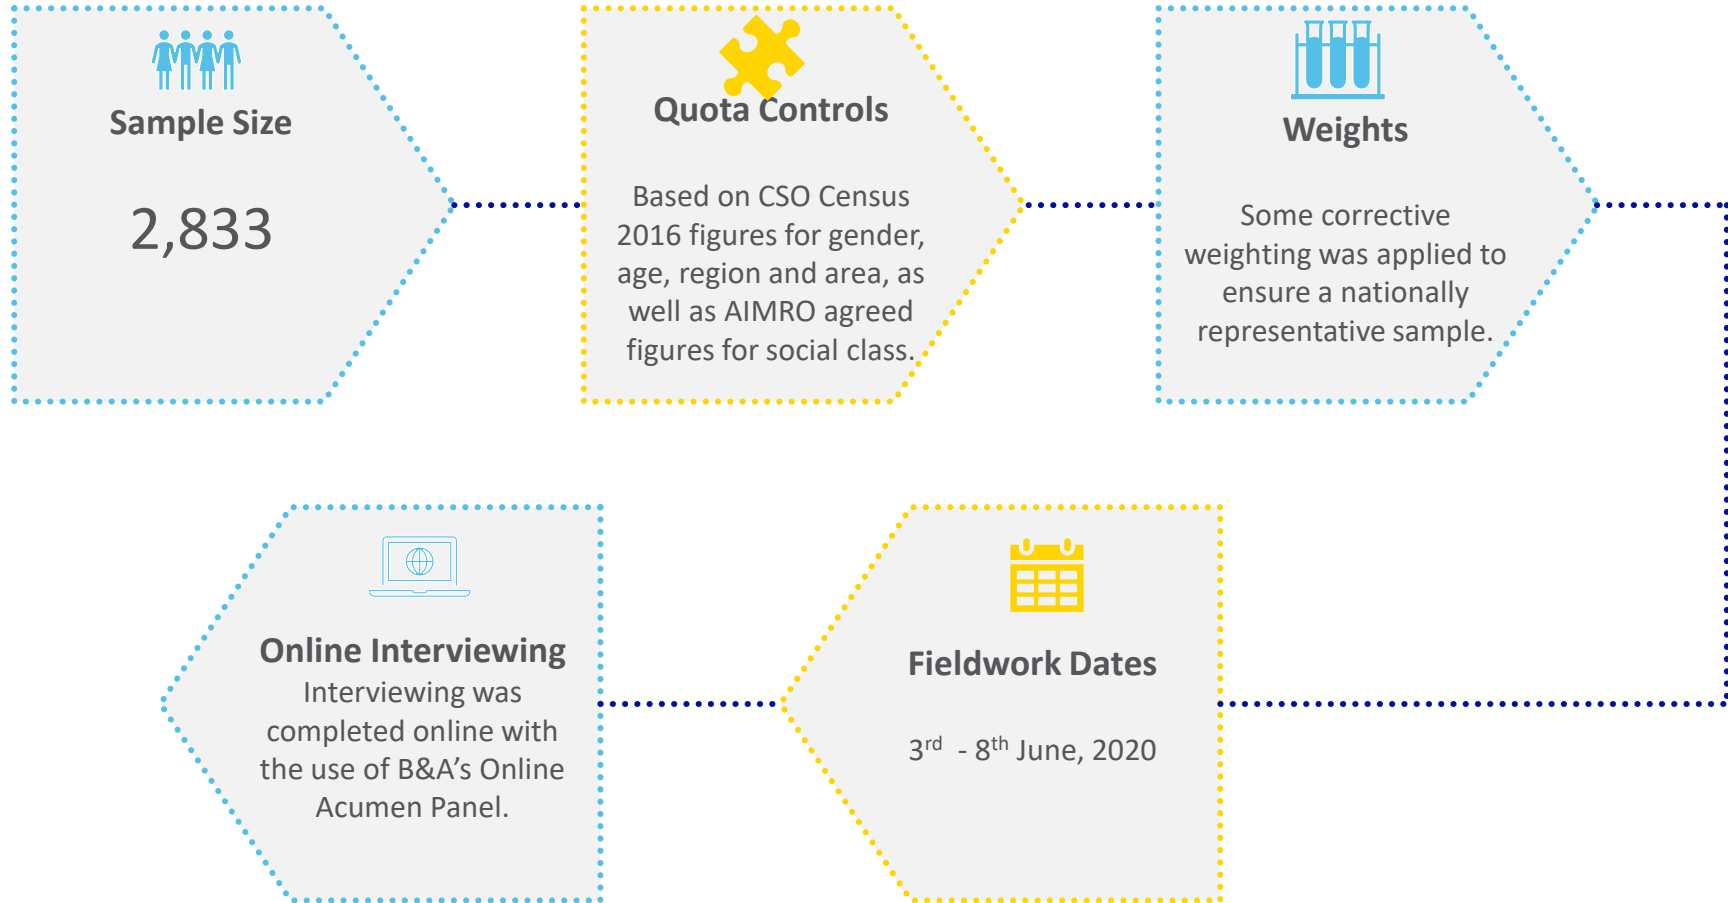 Sample Size
2,833
Quota Controls
Based on CSO Census
2016 figures for gender,
age, region and area, as
well as AIMRO agreed
figures for social class.
Weights
Some corrective
weighting was applied to
ensure a nationally
representative sample.
Fieldwork Dates
3rd - 8th June, 2020
Online Interviewing
Interviewing was
completed online with
the use of B&A’s Online
Acumen Panel.